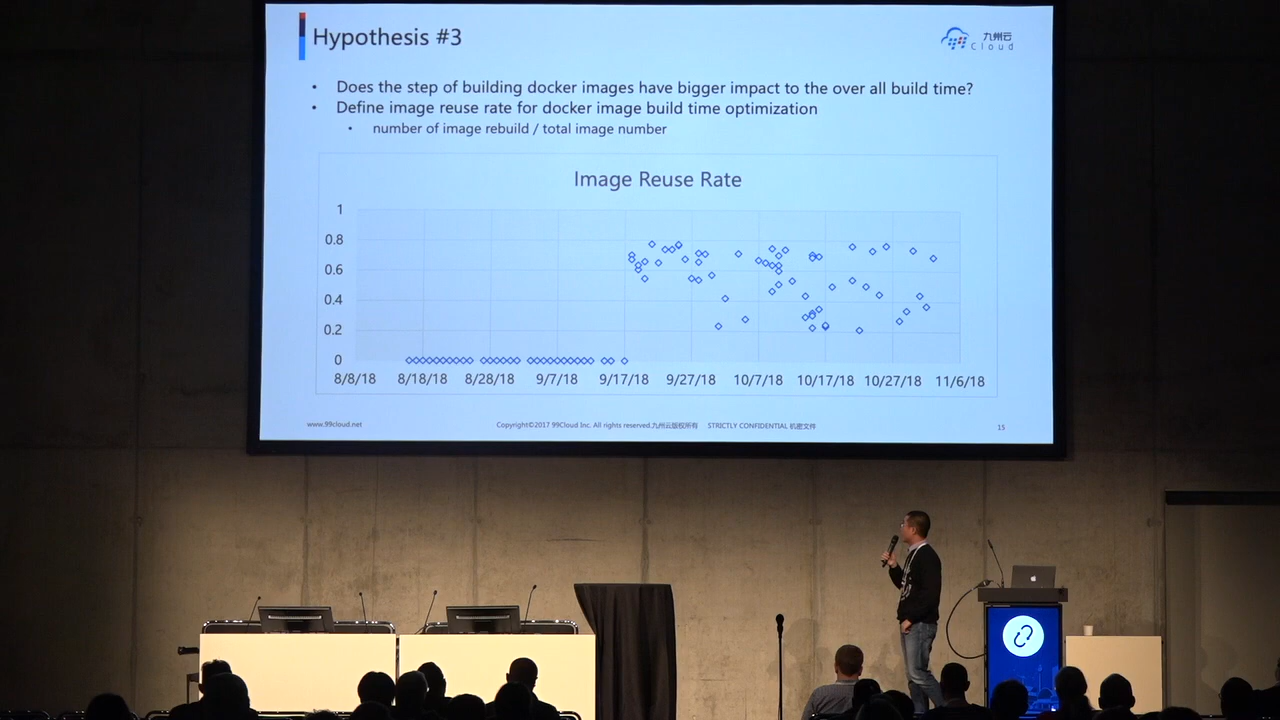 Hypothesis #3
九州云
Cloud
• Does the step of building docker images have bigger impact to the over all build time?
• Define image reuse rate for docker image build time optimization
• number of image rebuild / total image number
Image Reuse Rate
1
0.8
0.6
0.4
0.2
0
8/8/18 8/18/18 8/28/18 9/7/18 9/17/18 9/27/18 10/7/18 10/17/18 10/27/18 11/6/18
www.99cloud.net Copyright©2017 99Cloud Inc. All rights reserved.九州云版权所有 STRICTLY CONFIDENTIAL 机密文件 15